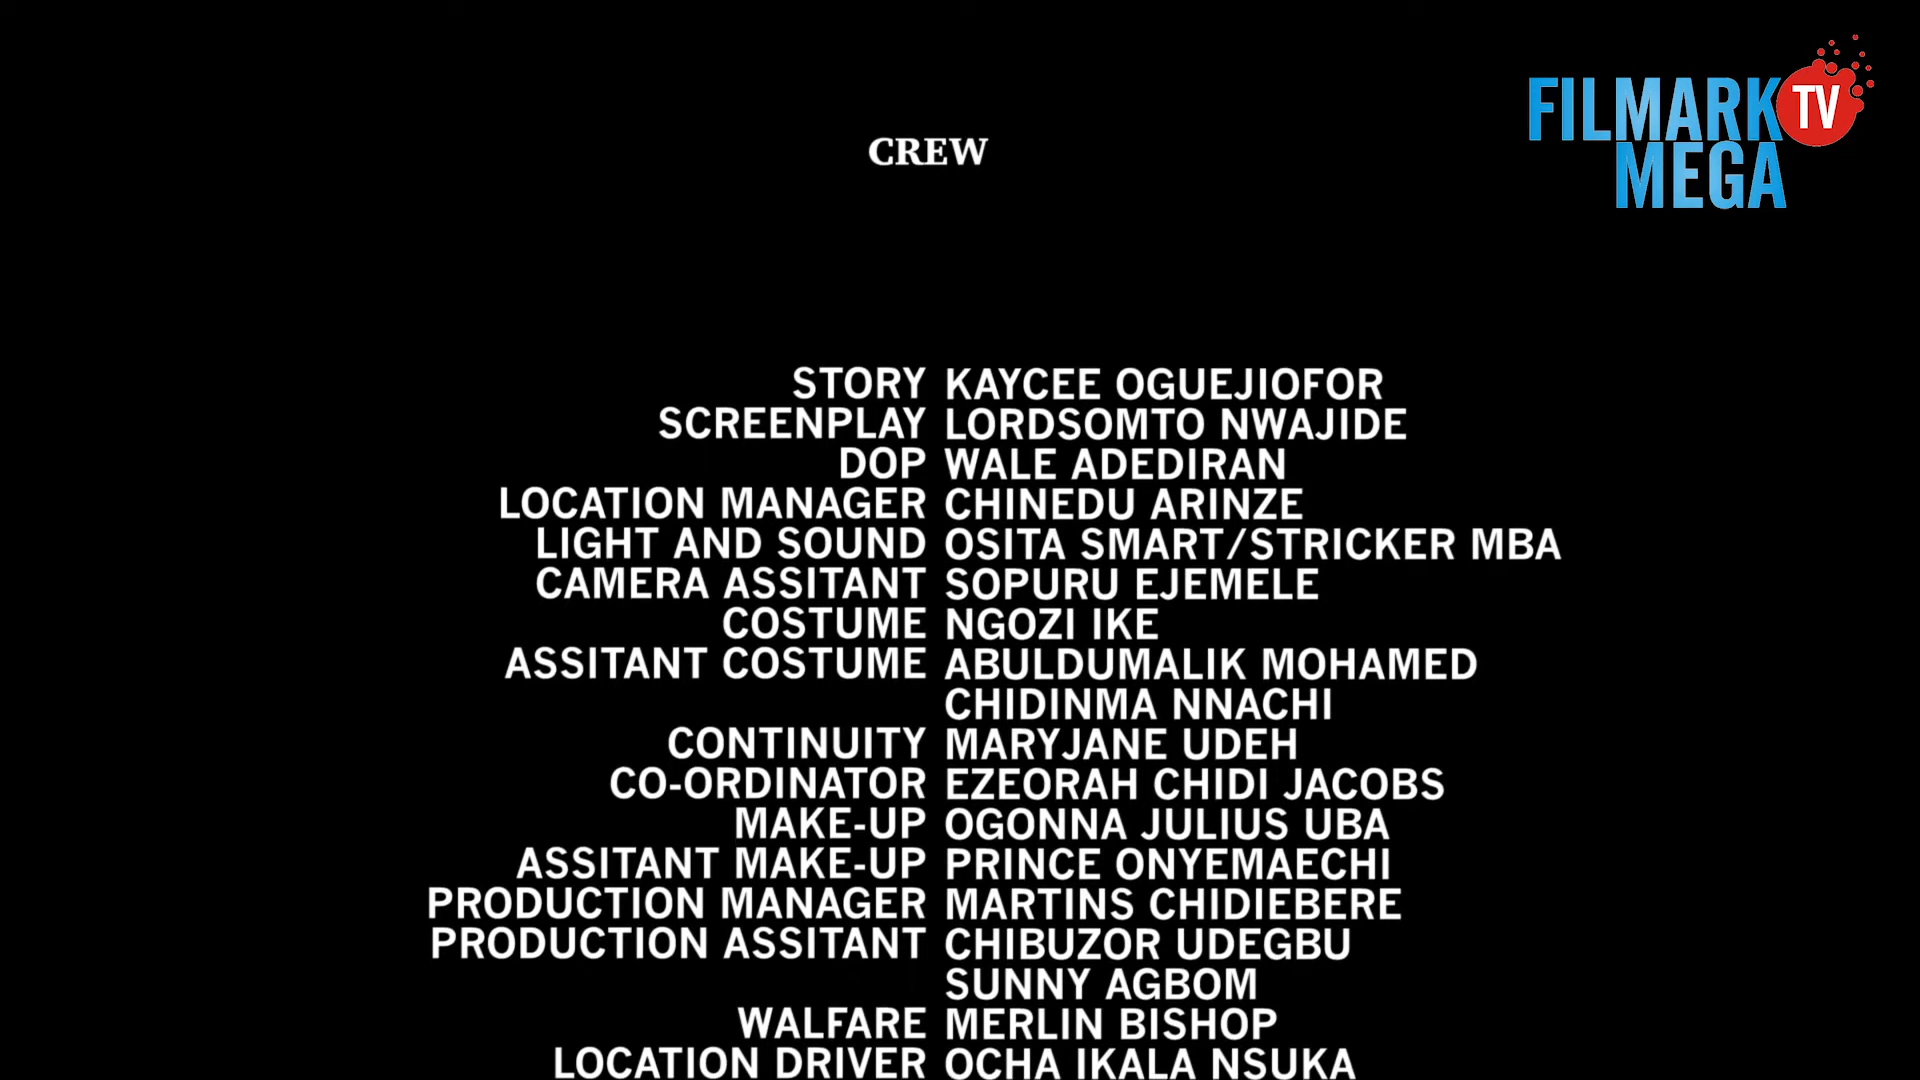 FILMARK TV
MEGA
CREW
STORY KAYCEE OGUEJIOFOR
SCREENPLAY LORDSOMTO NWAJIDE
DOP WALE ADEDIRAN
LOCATION MANAGER CHINEDU ARINZE
LIGHT AND SOUND OSITA SMART/STRICKER MBA
CAMERA ASSITANT SOPURU EJEMELE
COSTUME NGOZI IKE
ASSITANT COSTUME ABULDUMALIK MOHAMED
CHIDINMA NNACHI
CONTINUITY MARYJANE UDEH
CO-ORDINATOR EZEORAH CHIDI JACOBS
MAKE-UP OGONNA JULIUS UBA
ASSITANT MAKE-UP PRINCE ONYEMAECHI
PRODUCTION MANAGER MARTINS CHIDIEBERE
PRODUCTION ASSITANT CHIBUZOR UDEGBU
SUNNY AGBOM
WALFARE MERLIN BISHOP
LOCATION DRIVER OCHA IKALA NSUKA